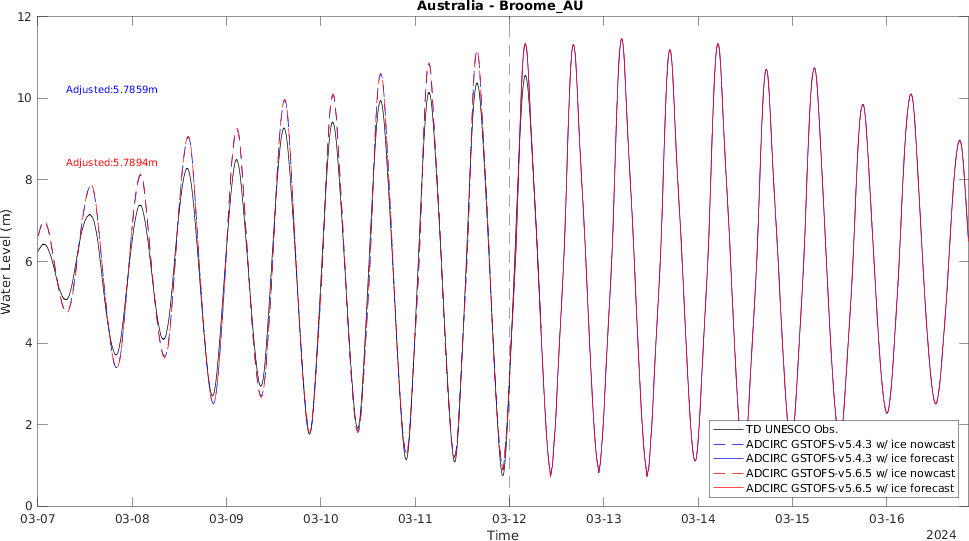 Australia - Broome_AU
12
10
8
6
4
2
0
Water Level (m)
Adjusted:5.7859m
Adjusted:5.7894m
TD UNESCO Obs.
ADCIRC GSTOFS-v5.4.3 w/ ice nowcast
ADCIRC GSTOFS-v5.4.3 w/ ice forecast
ADCIRC GSTOFS-v5.6.5 w/ ice nowcast
ADCIRC GSTOFS-v5.6.5 w/ ice forecast
03-07 03-08 03-09 03-10 03-11 03-12 03-13 03-14 03-15 03-16
Time
2024